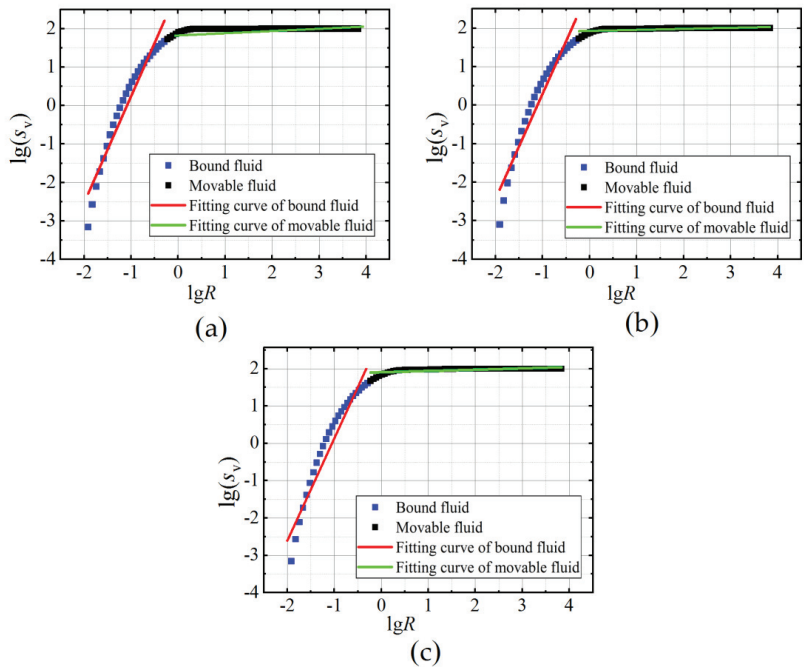 2
1
0
-1
-2
-3
-4
lg(sv)
Bound fluid
Movable fluid
Fitting curve of bound fluid
Fitting curve of movable fluid
-2 -1 0 1 2 3 4
lgR
(a)
2
1
0
-1
-2
-3
-4
lg(sv)
Bound fluid
Movable fluid
Fitting curve of bound fluid
Fitting curve of movable fluid
-2 -1 0 1 2 3 4
lgR
(b)
2
1
0
-1
-2
-3
-4
lg(sv)
Bound fluid
Movable fluid
Fitting curve of bound fluid
Fitting curve of movable fluid
-2 -1 0 1 2 3 4
lgR
(c)